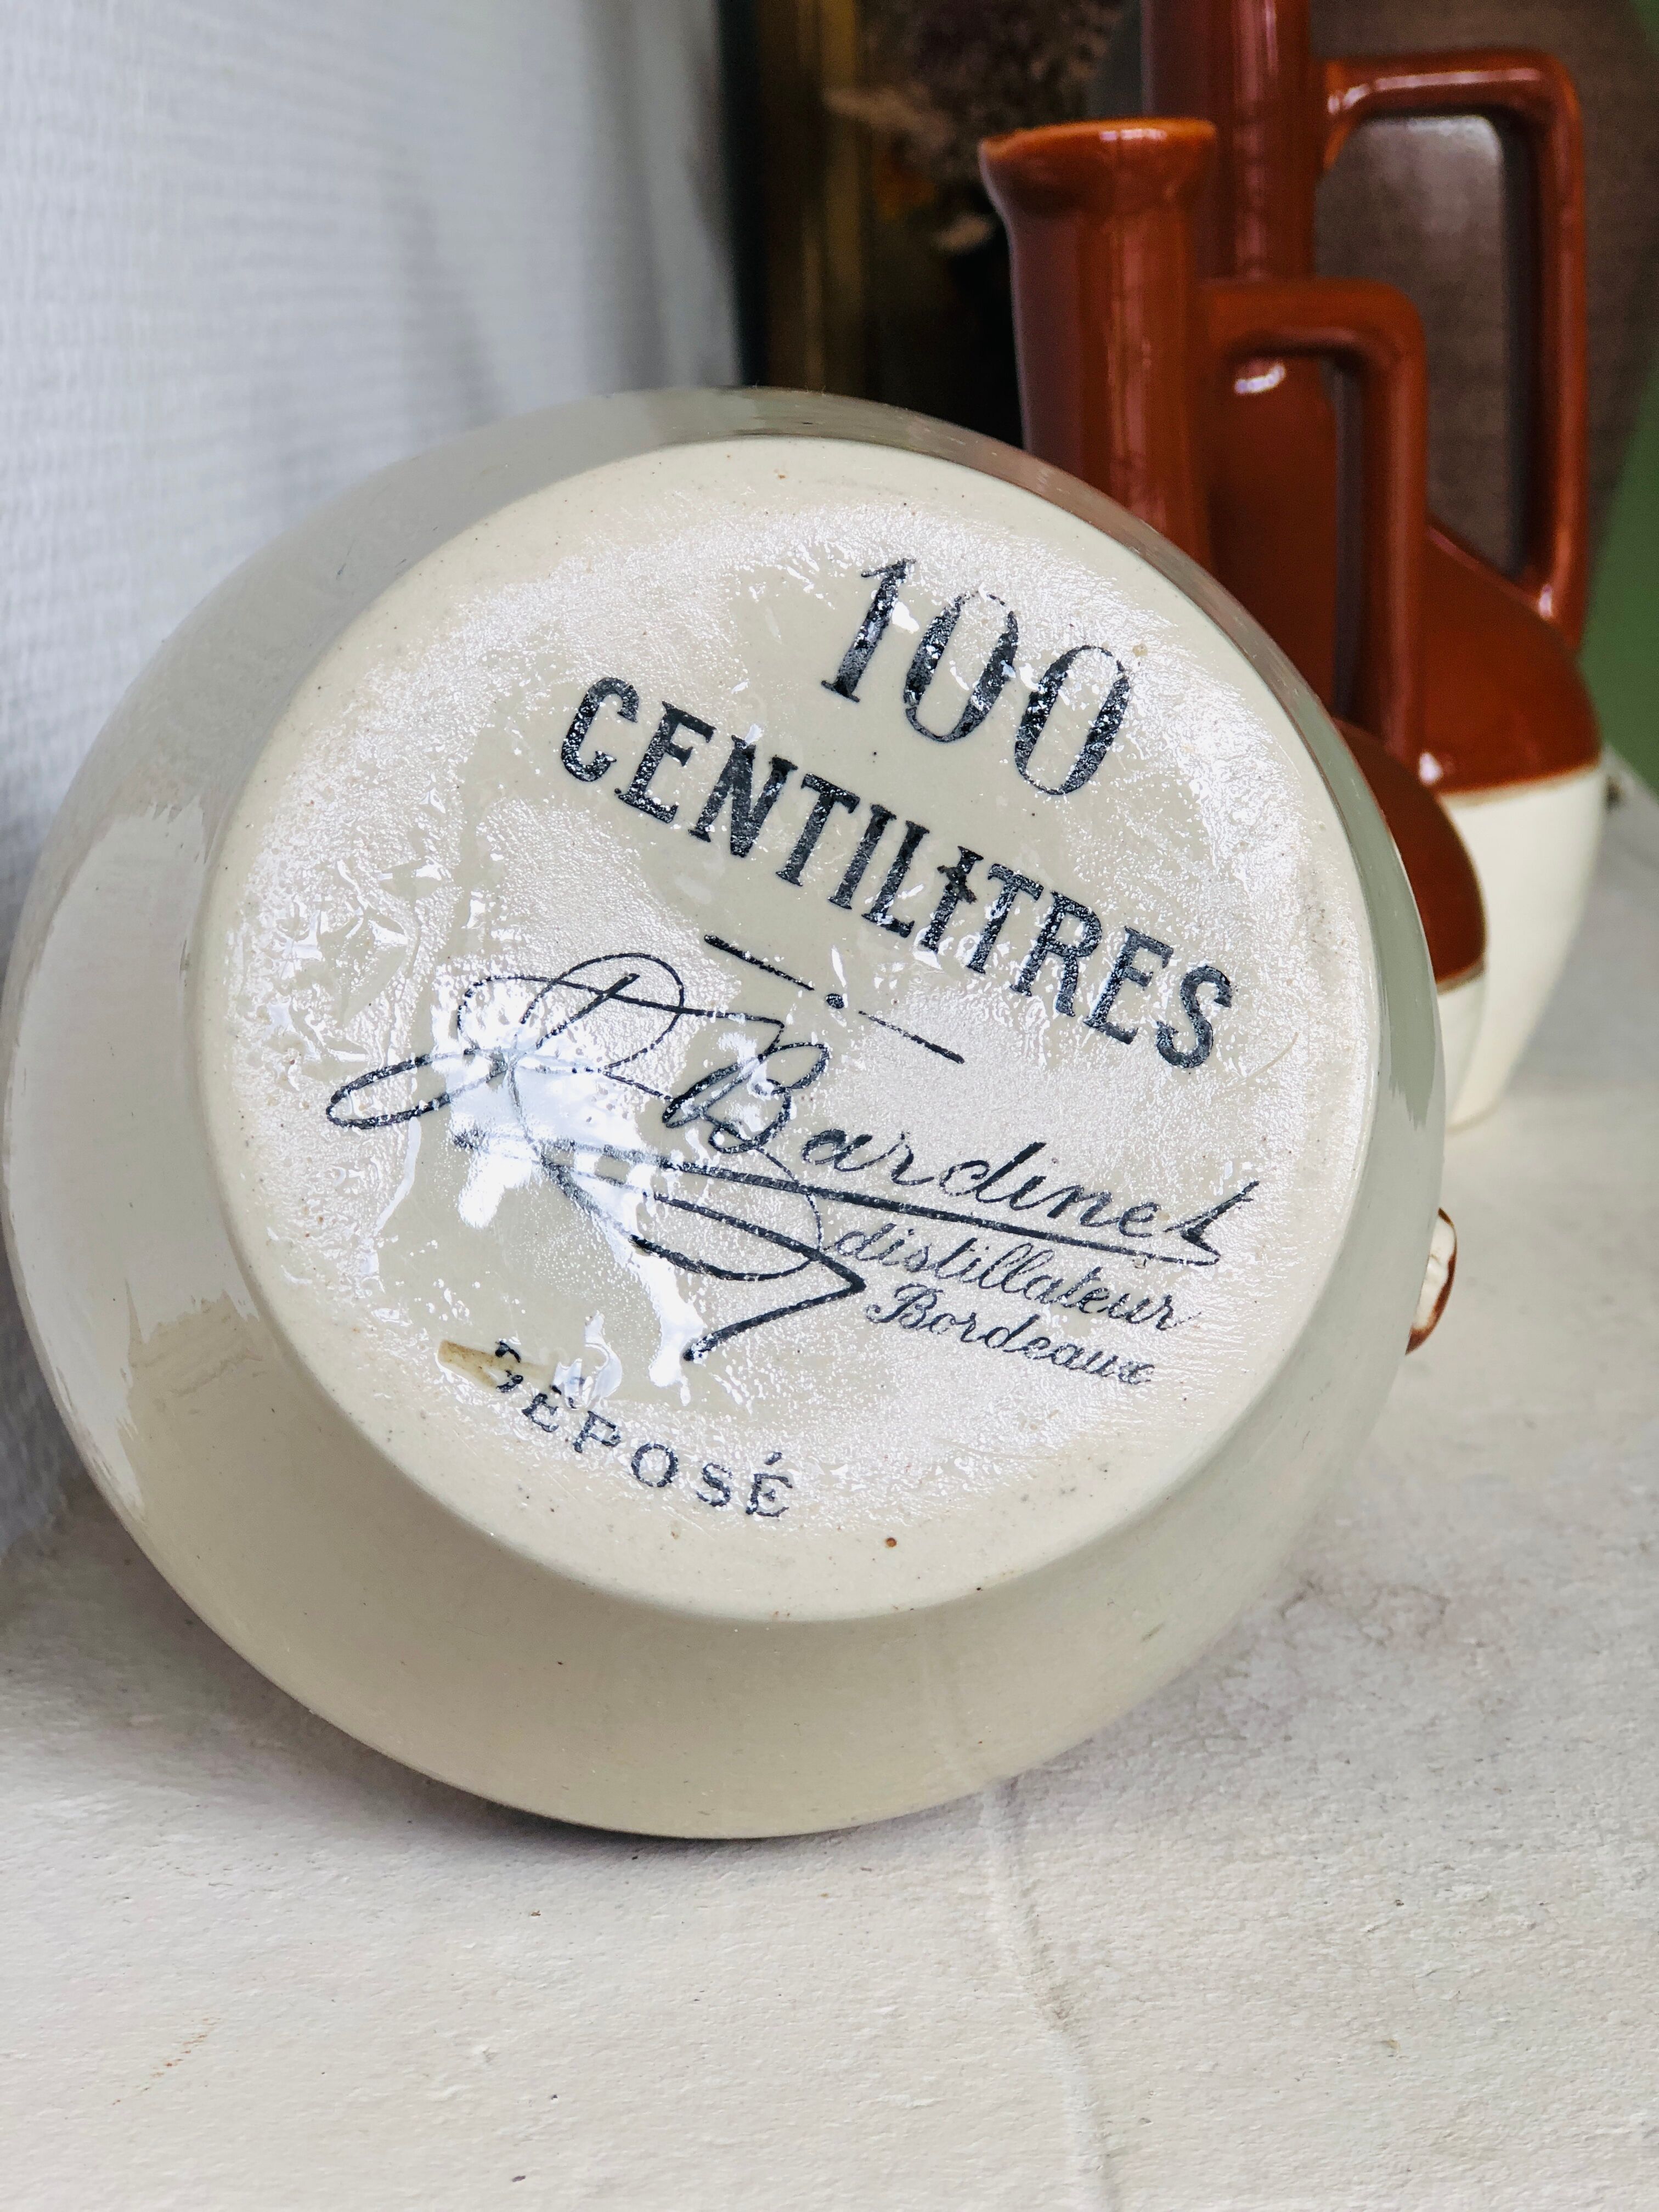 100
CENTILITRES
P Bardinet
distillateur
Bordeaux
DÉPOSÉ